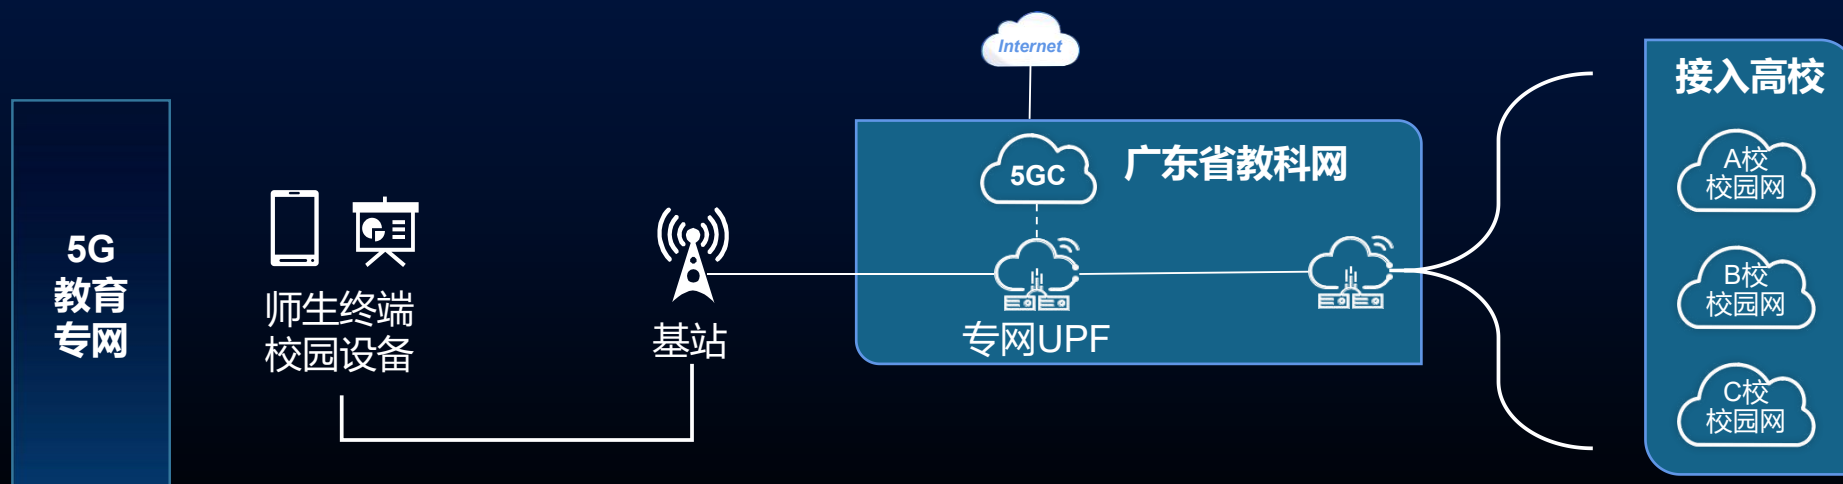 5G
教育
专网
师生终端
校园设备
基站
Internet
5GC
广东省教科网
专网UPF
接入高校
A校
校园网
B校
校园网
C校
校园网